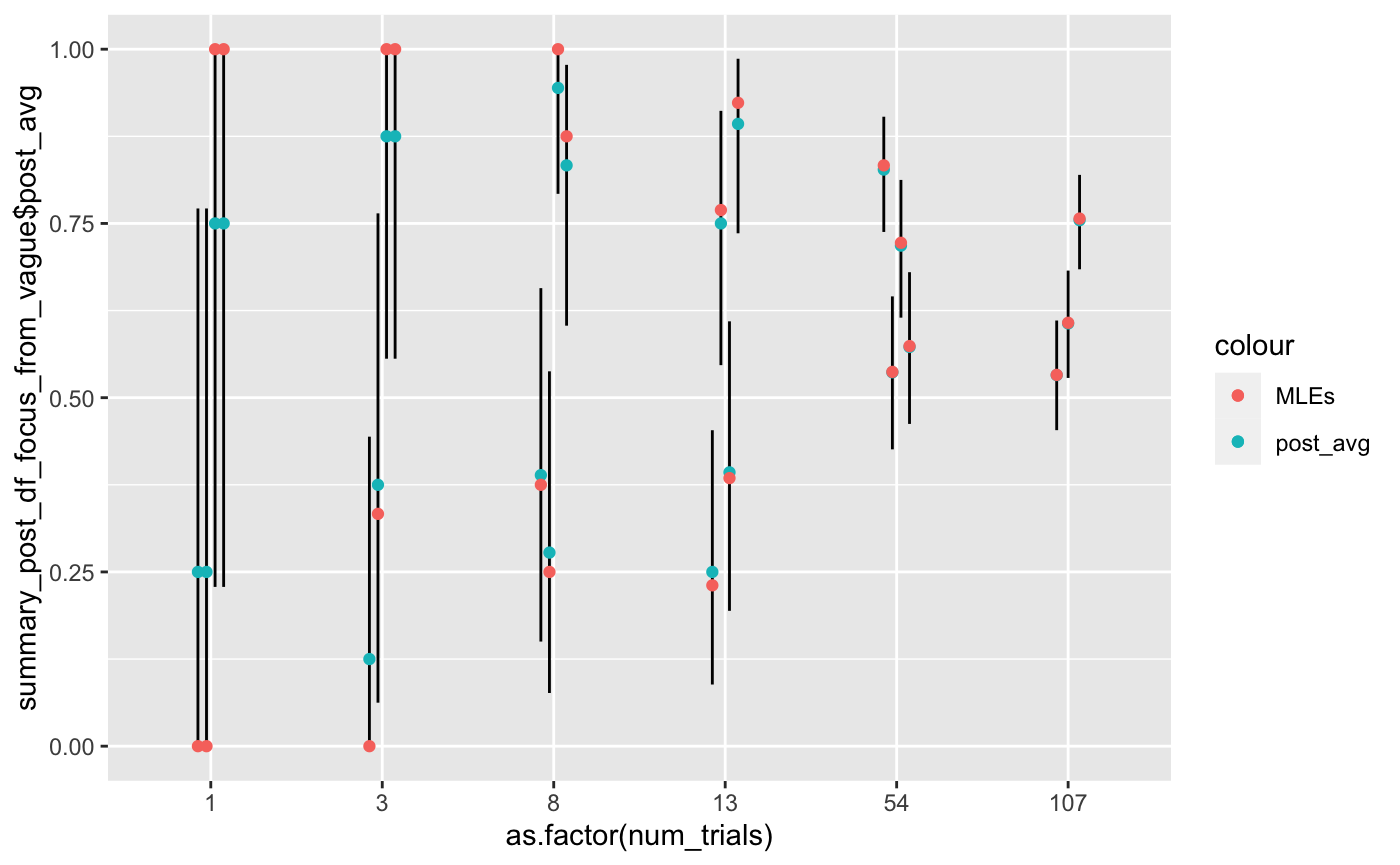 summary_post_df_focus_from_vague$post_avg
1.00
0.75
0.50
0.25
0.00
1 3 8 13 54 107
as.factor(num_trials)
colour
MLEs
post_avg